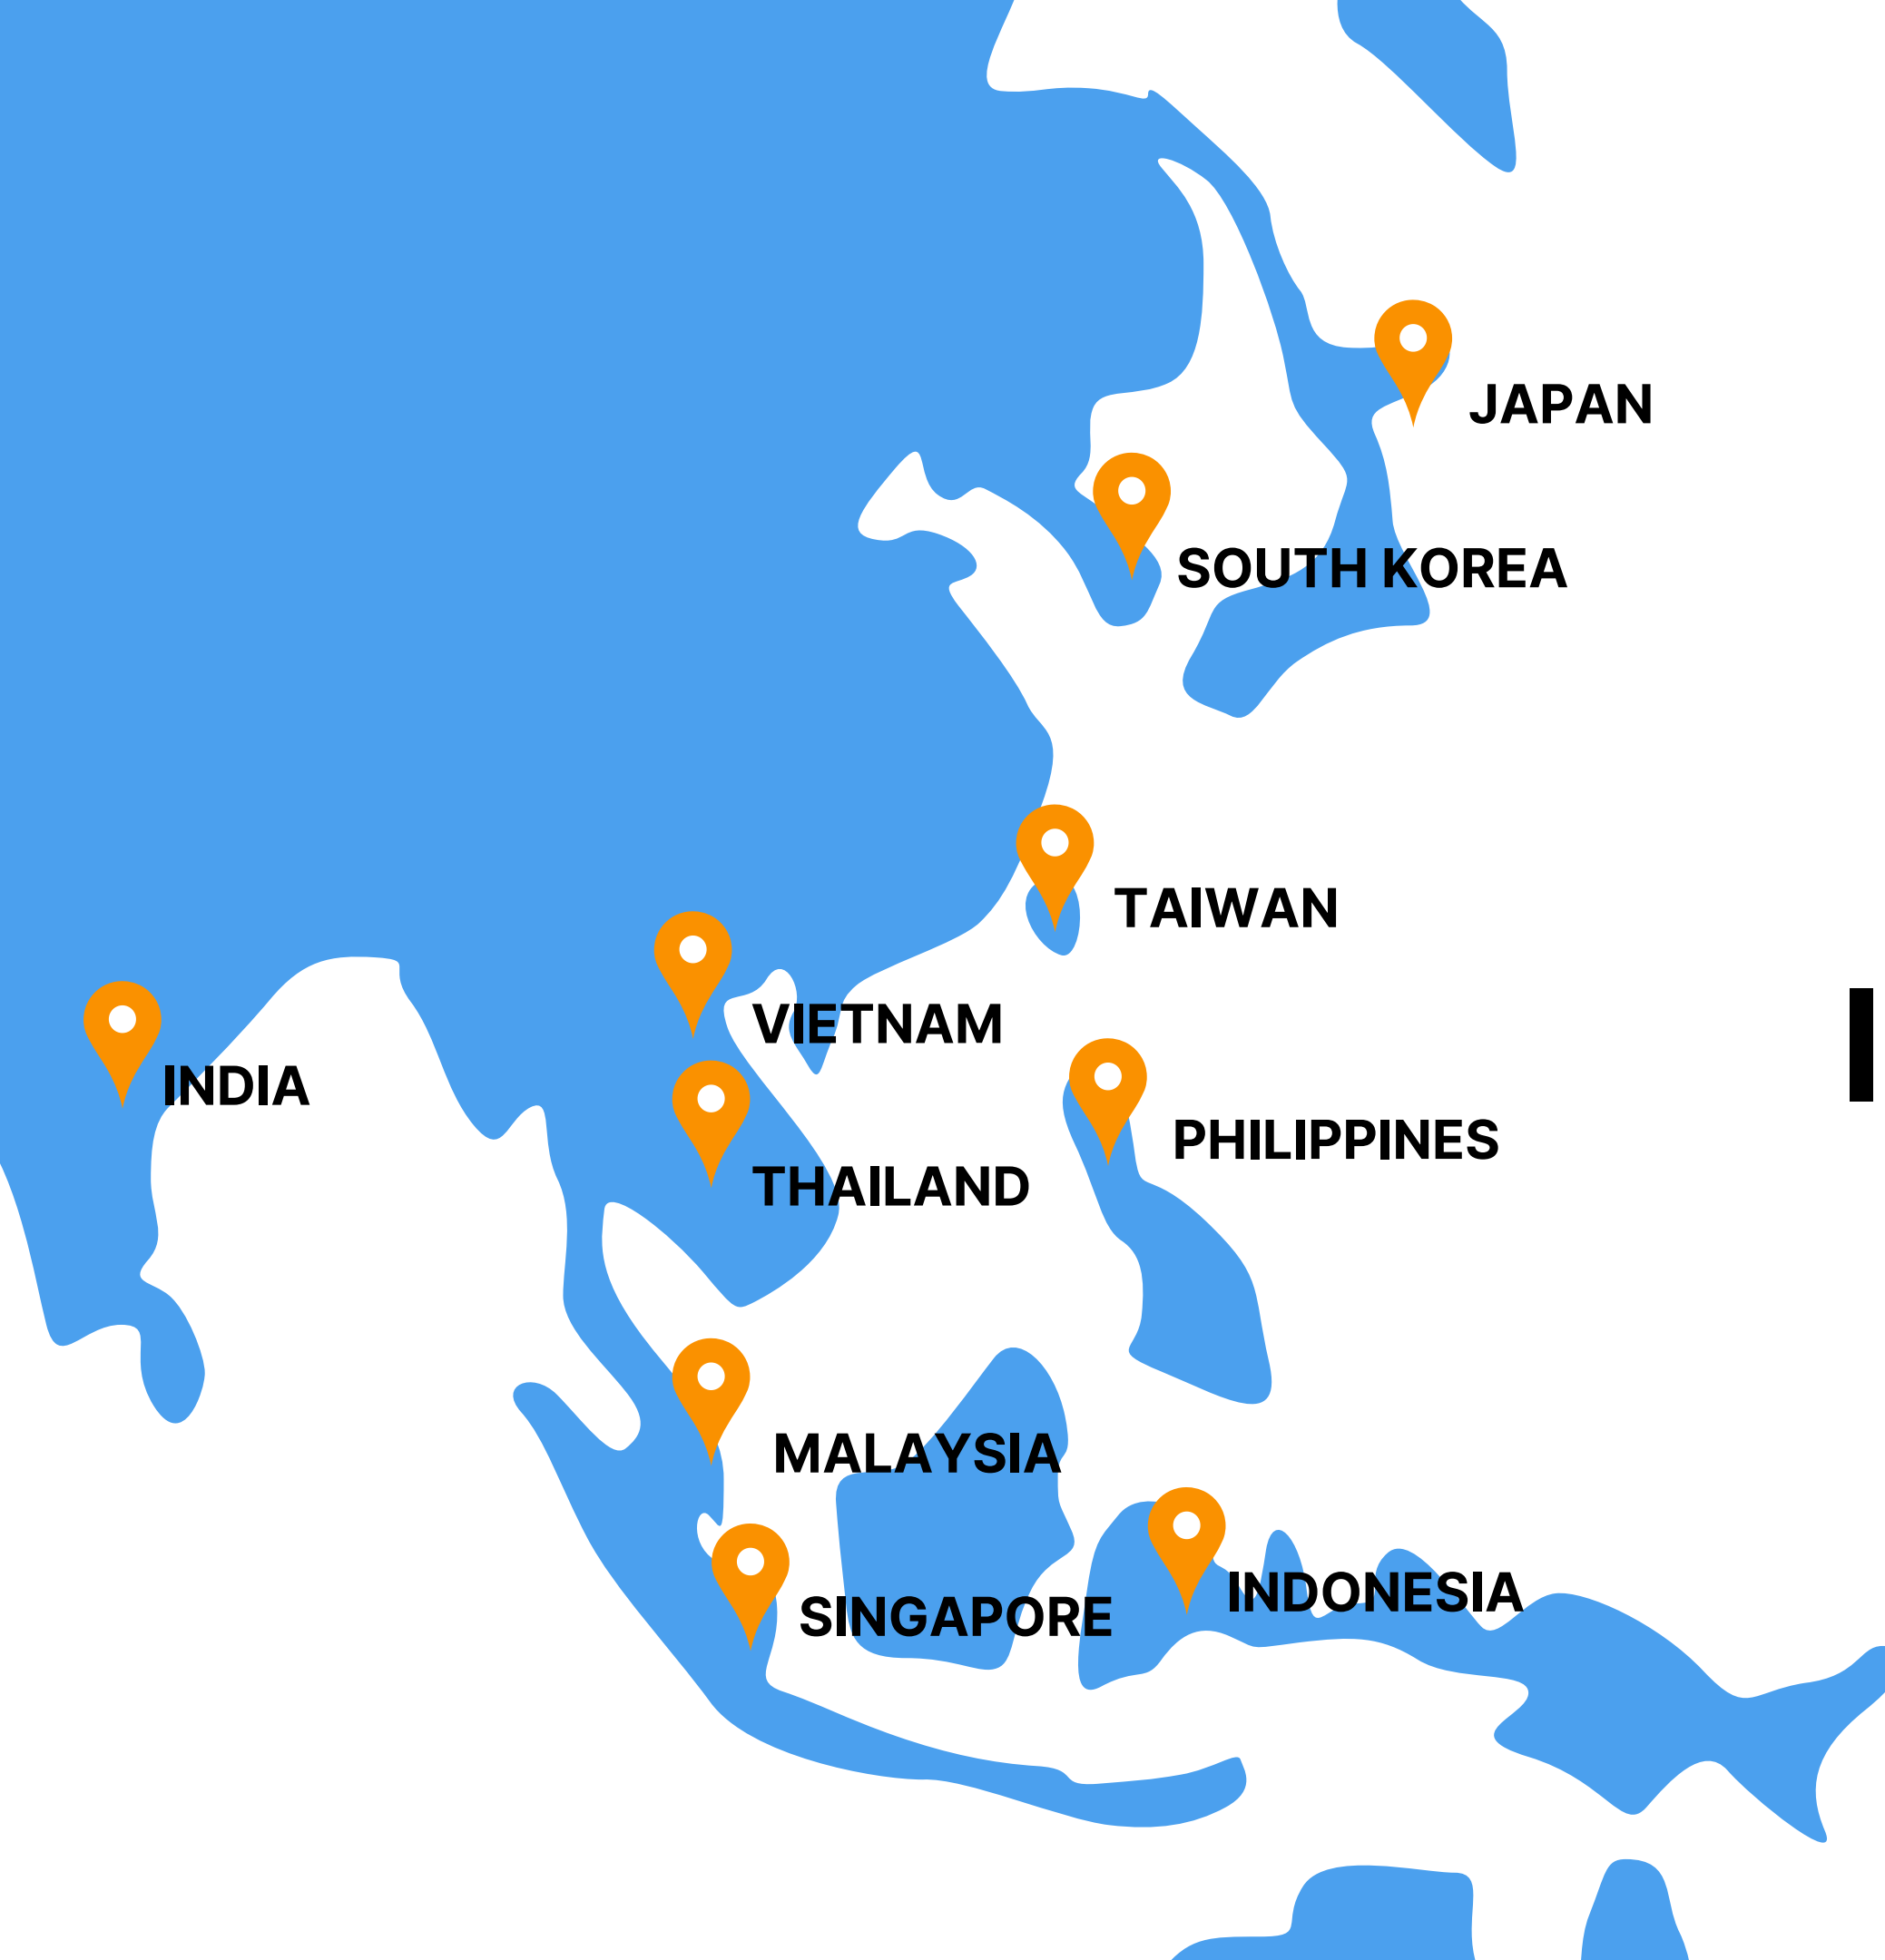 JAPAN
SOUTH KOREA
TAIWAN
VIETNAM
INDIA
PHILIPPINES
THAILAND
MALAYSIA
INDONESIA
SINGAPORE